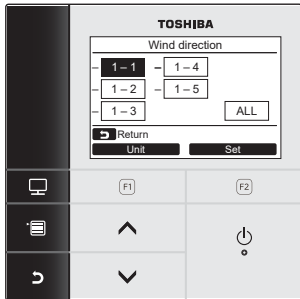 TOSHIBA
Wind direction
– 1 – 1 – 1 – 4
– 1 – 2 – 1 – 5
– 1 – 3 ALL
Return
Unit Set
F1 F2